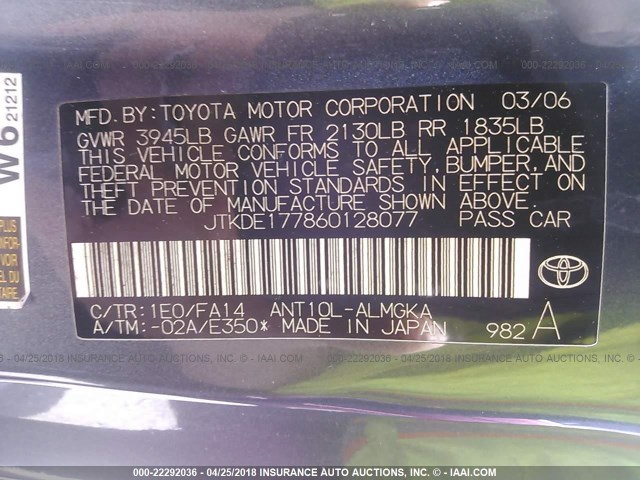 W6 21212
PLUS
MFD. BY: TOYOTA MOTOR CORPORATION 03/06
GVWR 3945LB GAWR FR 2130LB RR 1835LB
THIS VEHICLE CONFORMS TO ALL APPLICABLE
FEDERAL MOTOR VEHICLE SAFETY, BUMPER, AND
THEFT PREVENTION STANDARDS IN EFFECT ON
THE DATE OF MANUFACTURE SHOWN ABOVE.
JTKDE177860128077 PASS CAR
C/TR: 1E0/FA14 ANT10L-ALMGKA
A/TM: -02A/E350* MADE IN JAPAN 982 A
000-22292036 - 04/25/2018 INSURANCE AUTO AUCTIONS - IAAI.COM